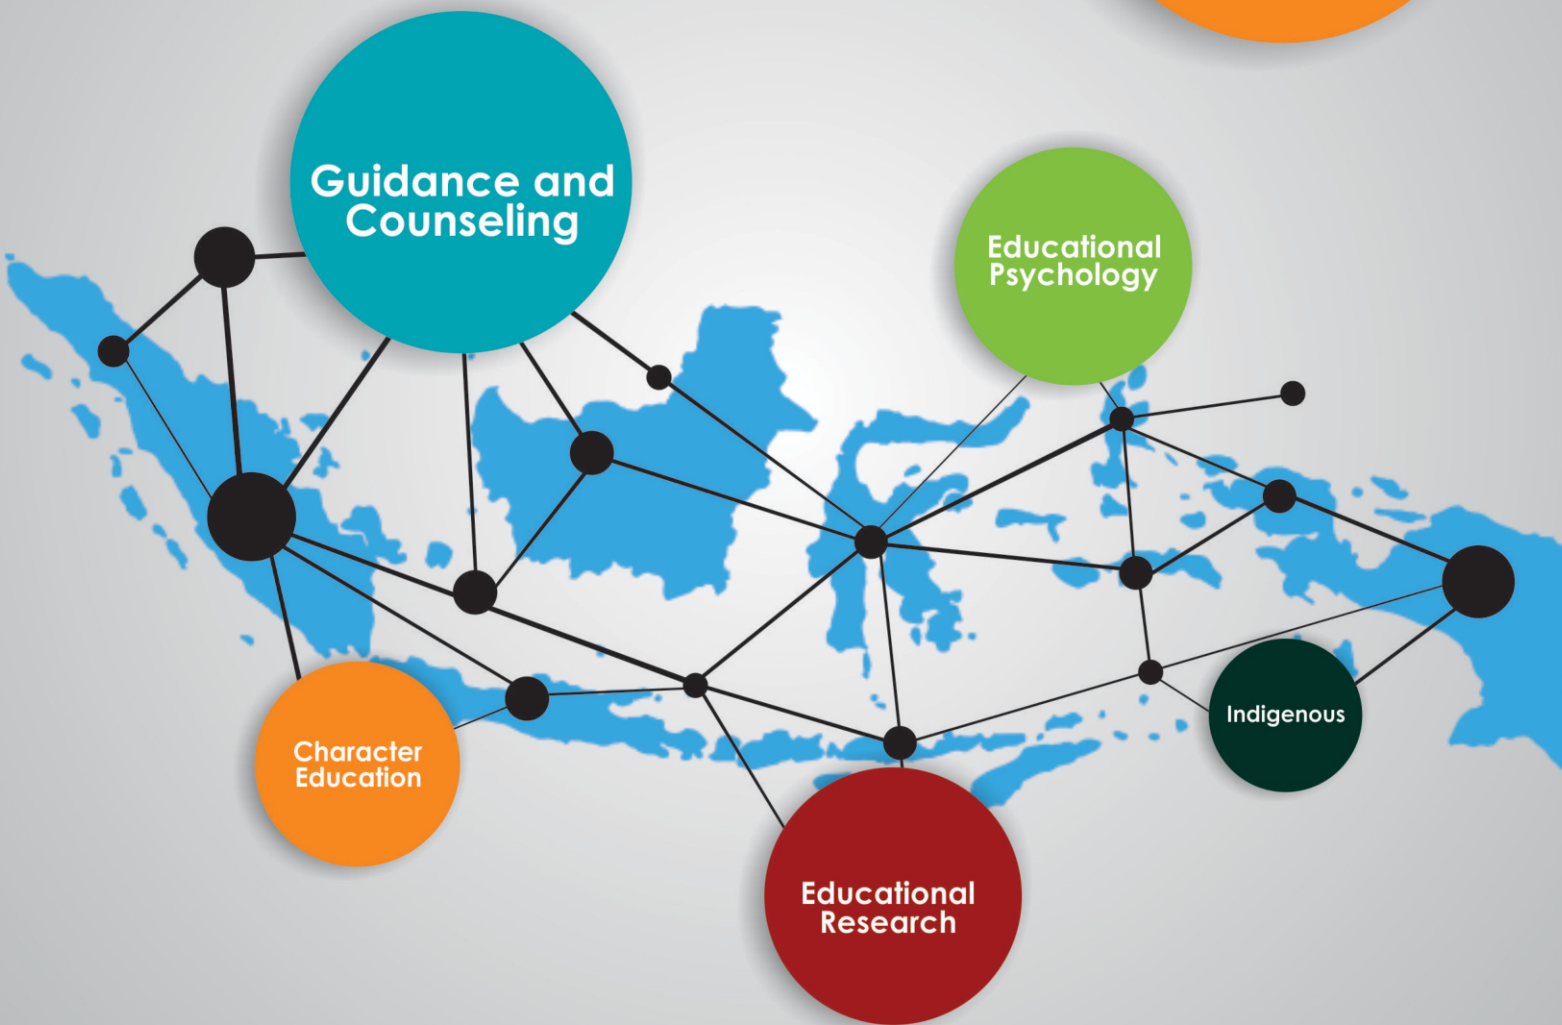 Guidance and
Counseling
Educational
Psychology
Indigenous
Character
Education
Educational
Research